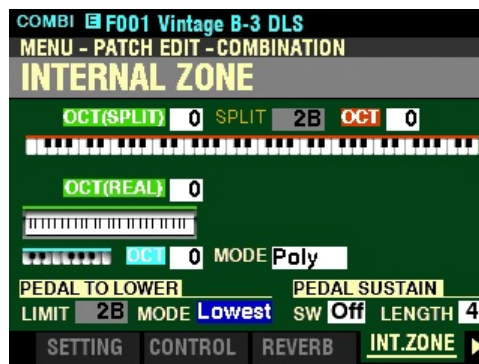 COMBI E F001 Vintage B-3 DLS
MENU - PATCH EDIT - COMBINATION
INTERNAL ZONE
OCT(SPLIT) 0 SPLIT 2B OCT 0
OCT(REAL) 0
OCT 0 MODE Poly
PEDAL TO LOWER PEDAL SUSTAIN
LIMIT 2B MODE Lowest SW Off LENGTH 4
SETTING CONTROL REVERB INT.ZONE